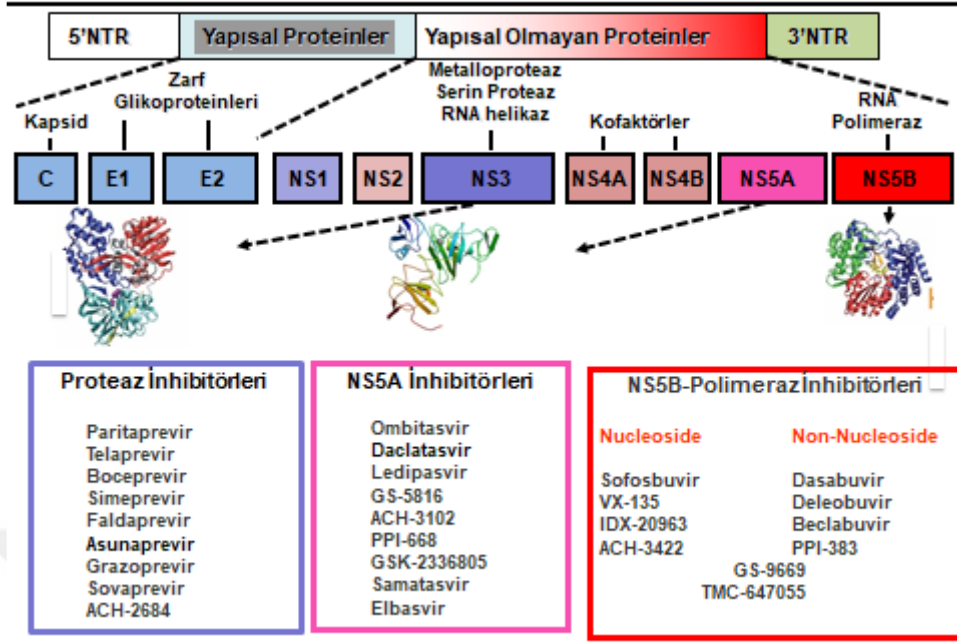 5'NTR
Yapısal Proteinler
Yapısal Olmayan Proteinler
3'NTR
Kapsid
Zarf
Glikoproteinleri
Metalloproteaz
Serin Proteaz
RNA helikaz
Kofaktörler
RNA
Polimeraz
C
E1
E2
NS1
NS2
NS3
NS4A
NS4B
NS5A
NS5B
Proteaz İnhibitörleri
Paritaprevir
Telaprevir
Boceprevir
Simeprevir
Faldaprevir
Asunaprevir
Grazoprevir
Sovaprevir
ACH-2684
NS5A İnhibitörleri
Ombitasvir
Daclatasvir
Ledipasvir
GS-5816
ACH-3102
PPI-668
GSK-2336805
Samatasvir
Elbasvir
NS5B-Polimeraz İnhibitörleri
Nucleoside
Sofosbuvir
VX-135
IDX-20963
ACH-3422
Non-Nucleoside
Dasabuvir
Deleobuvir
Beclabuvir
PPI-383
GS-9669
TMC-647055